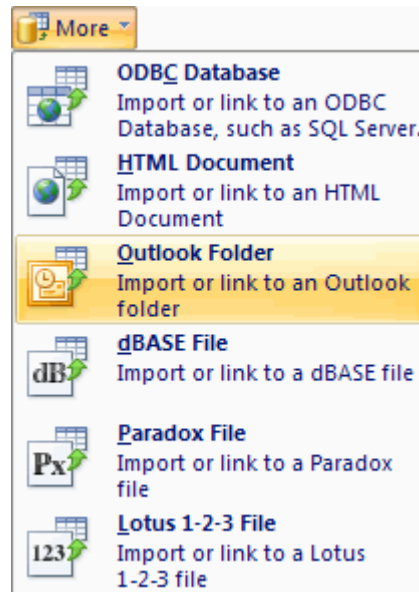 More
ODBC Database
Import or link to an ODBC
Database, such as SQL Server.
HTML Document
Import or link to an HTML
Document
Outlook Folder
Import or link to an Outlook
folder
dBASE File
dB
Import or link to a dBASE file
Paradox File
Px
Import or link to a Paradox
file
Lotus 1-2-3 File
123
Import or link to a Lotus
1-2-3 file